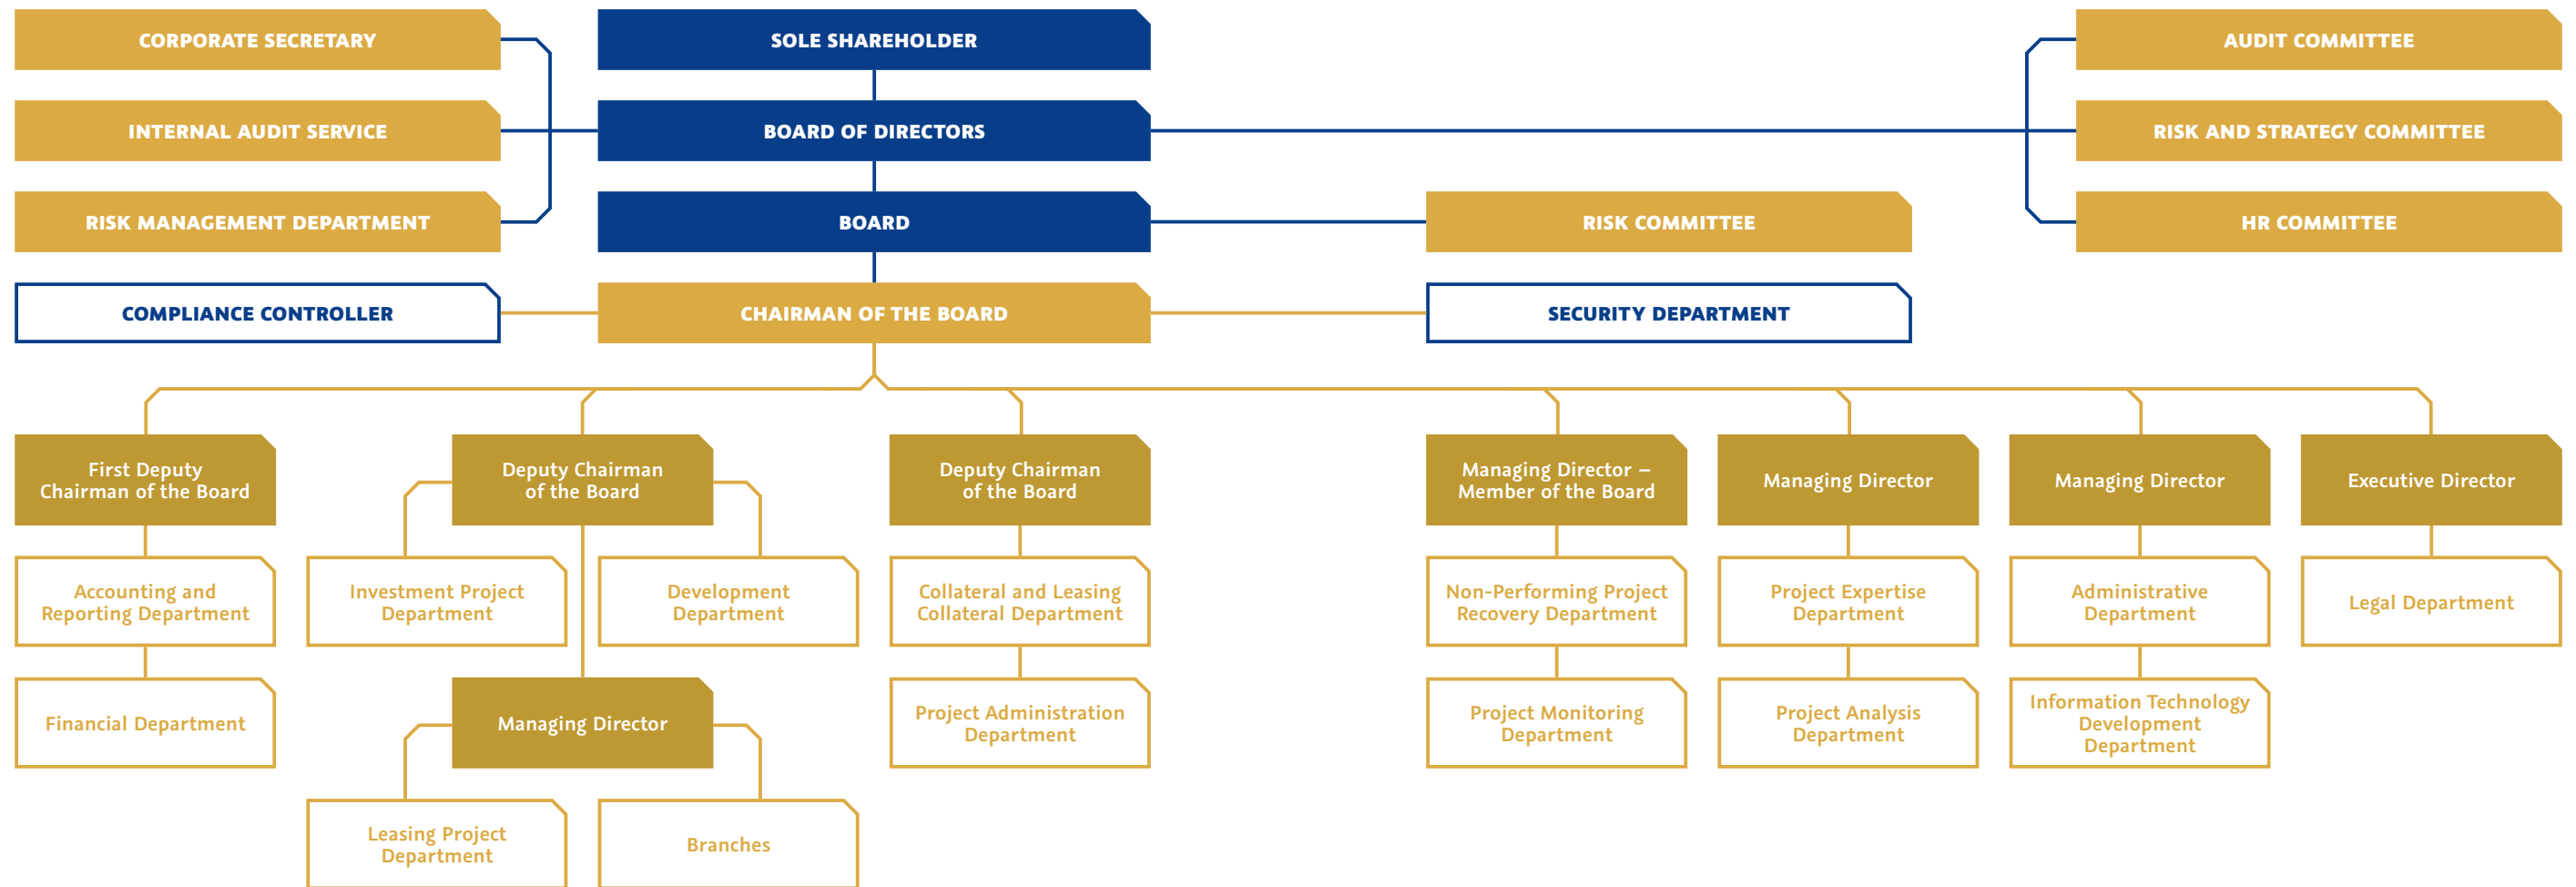 CORPORATE SECRETARY
SOLE SHAREHOLDER
AUDIT COMMITTEE
INTERNAL AUDIT SERVICE
BOARD OF DIRECTORS
RISK AND STRATEGY COMMITTEE
RISK MANAGEMENT DEPARTMENT
BOARD
RISK COMMITTEE
HR COMMITTEE
COMPLIANCE CONTROLLER
CHAIRMAN OF THE BOARD
SECURITY DEPARTMENT
First Deputy
Chairman of the Board
Deputy Chairman
of the Board
Deputy Chairman
of the Board
Managing Director –
Member of the Board
Managing Director
Managing Director
Executive Director
Accounting and
Reporting Department
Investment Project
Department
Development
Department
Collateral and Leasing
Collateral Department
Non-Performing Project
Recovery Department
Project Expertise
Department
Administrative
Department
Legal Department
Financial Department
Managing Director
Project Administration
Department
Project Monitoring
Department
Project Analysis
Department
Information Technology
Development
Department
Leasing Project
Department
Branches